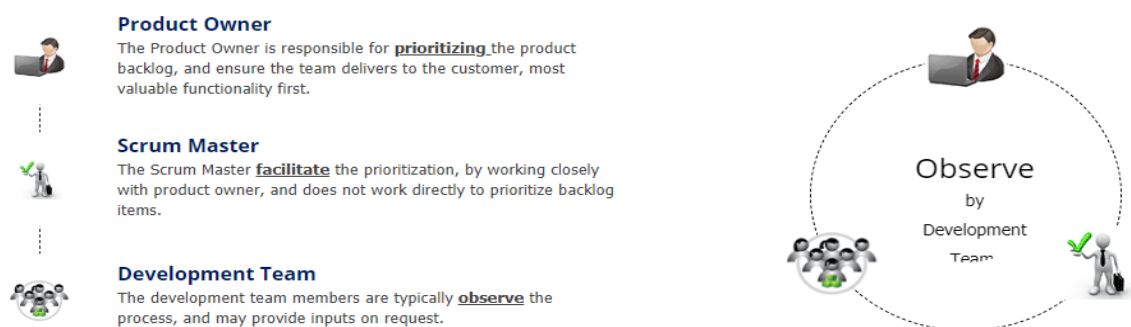 Product Owner
The Product Owner is responsible for prioritizing the product
backlog, and ensure the team delivers to the customer, most
valuable functionality first.
Scrum Master
The Scrum Master facilitate the prioritization, by working closely
with product owner, and does not work directly to prioritize backlog
items.
Development Team
The development team members are typically observe the
process, and may provide inputs on request.
Observe
by
Development
Team